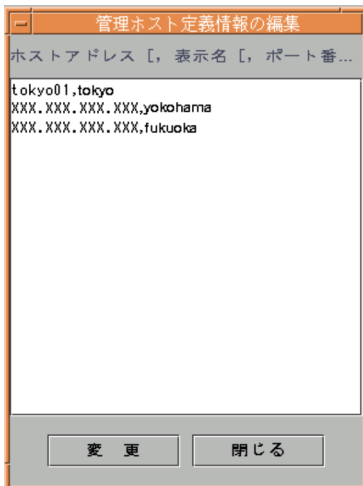 管理ホスト定義情報の編集
ホストアドレス [, 表示名 [, ポート番...
tokyo01,tokyo
XXX.XXX.XXX.XXX,yokohama
XXX.XXX.XXX.XXX,fukuoka
変 更 閉じる